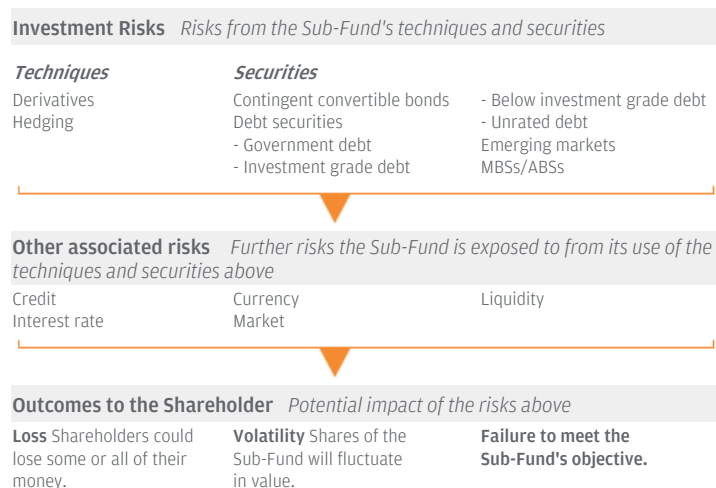 Investment Risks Risks from the Sub-Fund's techniques and securities
Techniques
Derivatives
Hedging
Securities
Contingent convertible bonds
Debt securities
- Government debt
- Investment grade debt
- Below investment grade debt
- Unrated debt
Emerging markets
MBSs/ABSs
Other associated risks Further risks the Sub-Fund is exposed to from its use of the
techniques and securities above
Credit
Interest rate
Currency
Market
Liquidity
Outcomes to the Shareholder Potential impact of the risks above
Loss Shareholders could
lose some or all of their
money.
Volatility Shares of the
Sub-Fund will fluctuate
in value.
Failure to meet the
Sub-Fund's objective.